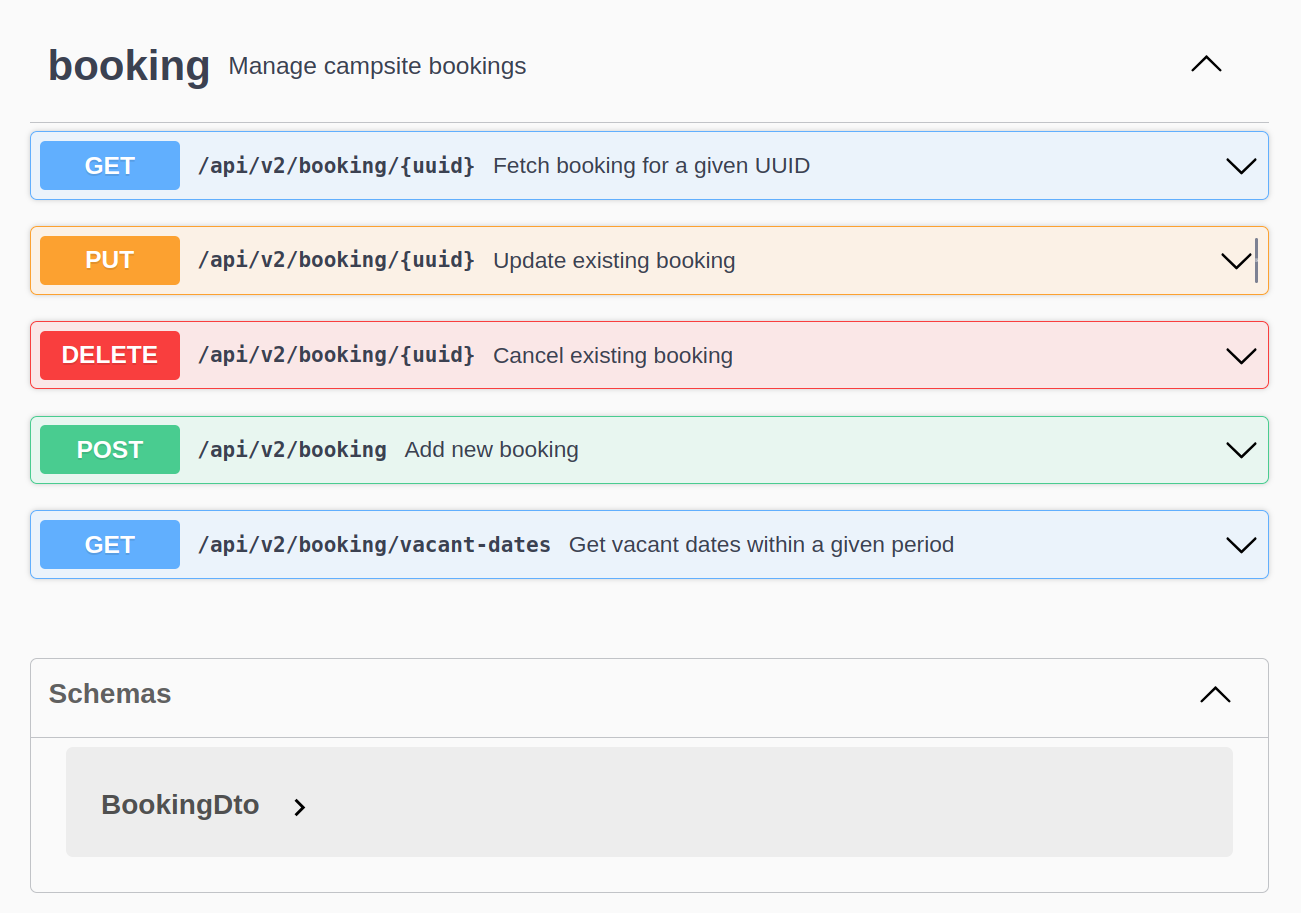 booking Manage campsite bookings
GET /api/v2/booking/{uuid} Fetch booking for a given UUID
PUT /api/v2/booking/{uuid} Update existing booking
DELETE /api/v2/booking/{uuid} Cancel existing booking
POST /api/v2/booking Add new booking
GET /api/v2/booking/vacant-dates Get vacant dates within a given period
Schemas
BookingDto